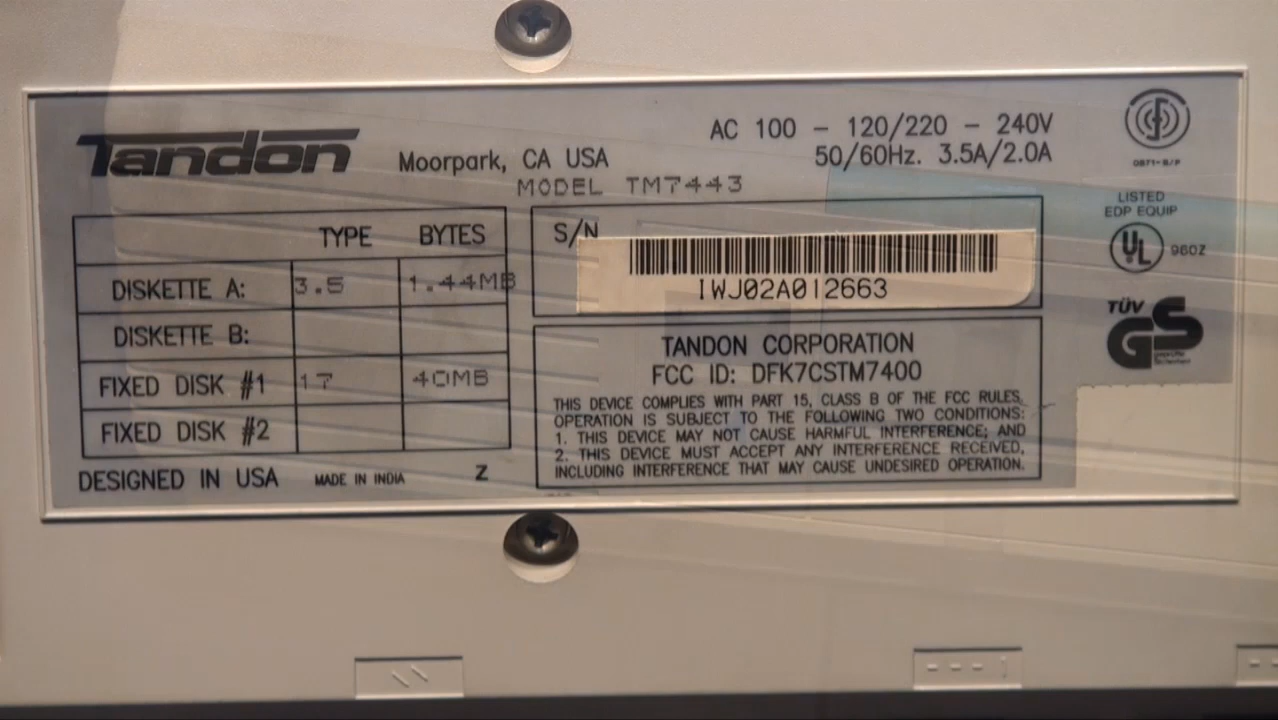 Tandon
Moorpark, CA USA
MODEL TM7443
AC 100 - 120/220 - 240V
50/60Hz. 3.5A/2.0A
LISTED
EDP EQUIP
UL
960Z
TÜV
GS
TYPE BYTES
DISKETTE A: 3.5 1.44MB
DISKETTE B:
FIXED DISK #1 17 40MB
FIXED DISK #2
DESIGNED IN USA MADE IN INDIA Z
S/N
IWJ02A012663
TANDON CORPORATION
FCC ID: DFK7CSTM7400
THIS DEVICE COMPLIES WITH PART 15, CLASS B OF THE FCC RULES.
OPERATION IS SUBJECT TO THE FOLLOWING TWO CONDITIONS:
1. THIS DEVICE MAY NOT CAUSE HARMFUL INTERFERENCE; AND
2. THIS DEVICE MUST ACCEPT ANY INTERFERENCE RECEIVED,
INCLUDING INTERFERENCE THAT MAY CAUSE UNDESIRED OPERATION.